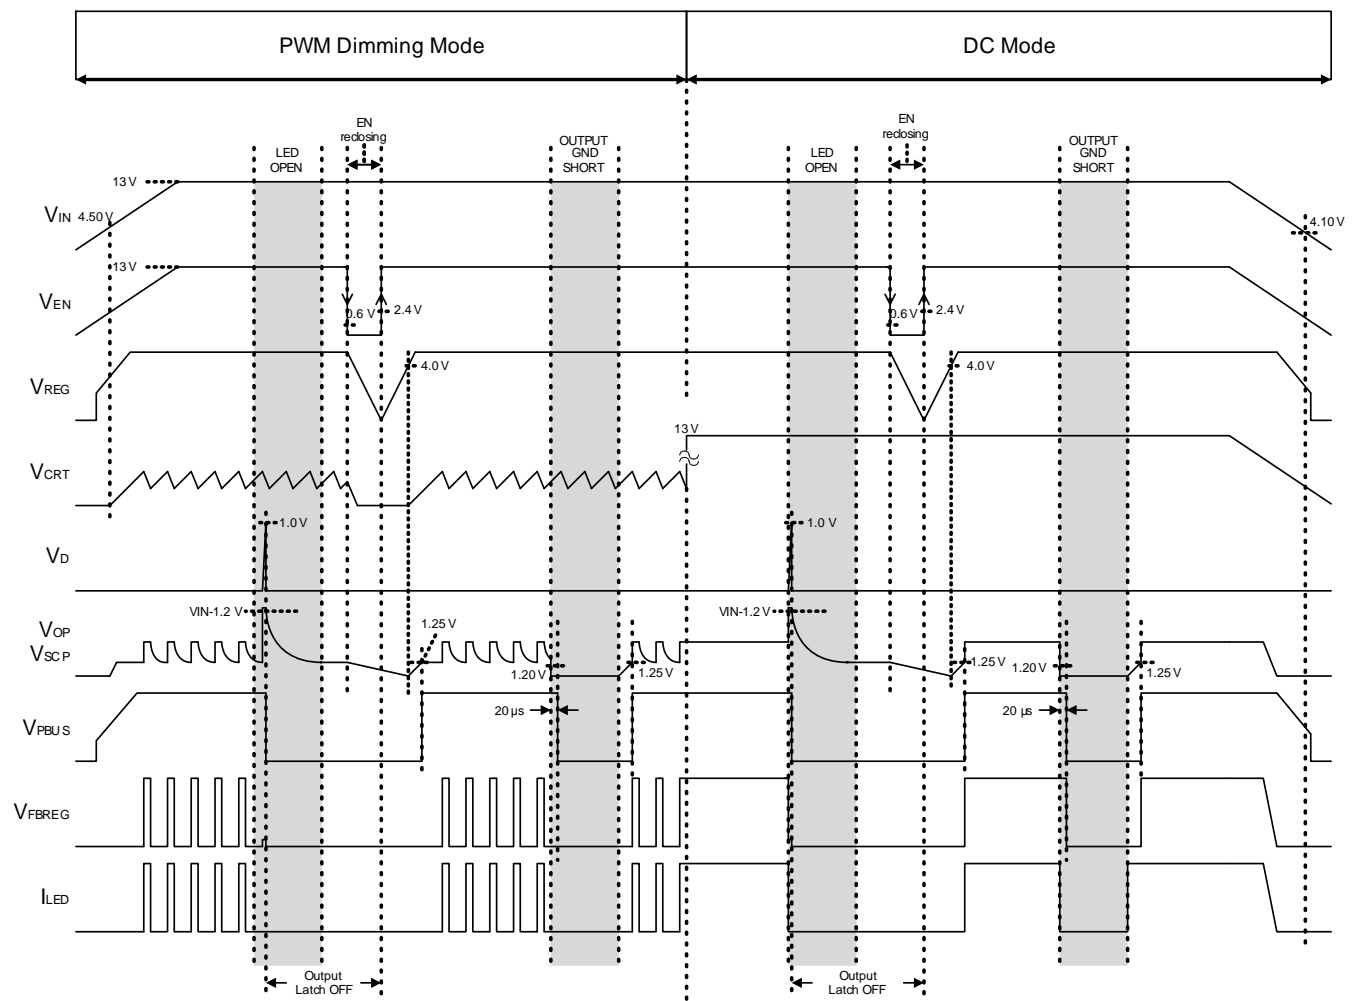 PWM Dimming Mode
DC Mode
EN
reclosing
EN
reclosing
LED
OPEN
OUTPUT
GND
SHORT
LED
OPEN
OUTPUT
GND
SHORT
13 V
VIN
4.50 V
4.10 V
13 V
VEN
0.6 V
2.4 V
0.6 V
2.4 V
VREG
4.0 V
4.0 V
13 V
VCRT
1.0 V
1.0 V
VD
VIN-1.2 V
VIN-1.2 V
1.25 V
VOP
VSCP
1.20 V
1.25 V
1.25 V
1.20 V
1.25 V
VPBUS
20 µs
20 µs
VFBREG
ILED
Output
Latch OFF
Output
Latch OFF